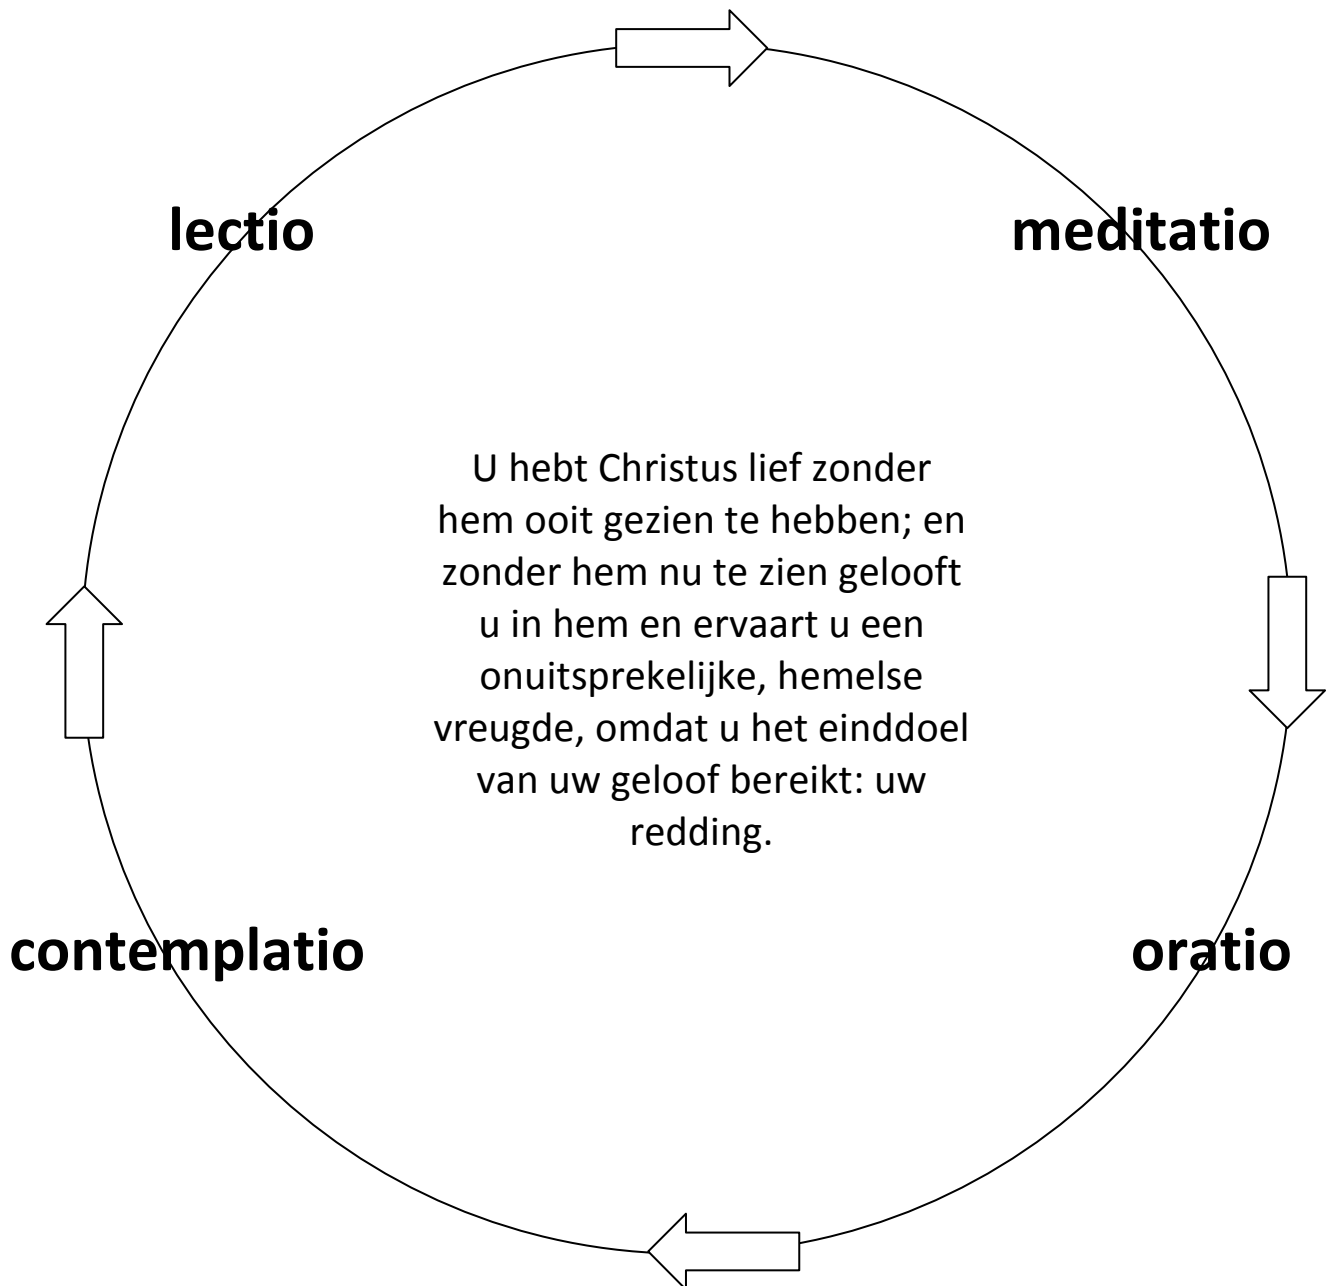 lectio
meditatio
U hebt Christus lief zonder
hem ooit gezien te hebben; en
zonder hem nu te zien gelooft
u in hem en ervaart u een
onuitsprekelijke, hemelse
vreugde, omdat u het einddoel
van uw geloof bereikt: uw
redding.
contemplatio
oratio